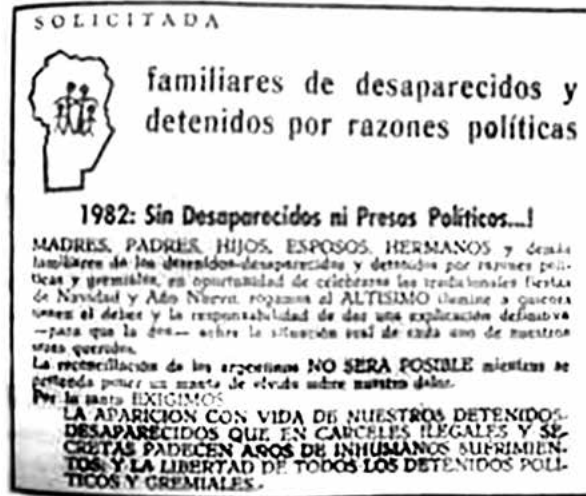 SOLICITADA
familiares de desaparecidos y
detenidos por razones políticas
1982: Sin Desaparecidos ni Presos Políticos...!
MADRES, PADRES, HIJOS, ESPOSOS, HERMANOS y demás
familiares de los detenidos-desaparecidos y detenidos por razones polí-
ticas y gremiales, en oportunidad de celebrarse las tradicionales fiestas
de Navidad y Año Nuevo, rogamos al ALTISIMO ilumine a quienes
tienen el deber y la responsabilidad de dar una explicación definitiva
—para que la den— sobre la situación real de cada uno de nuestros
seres queridos.
La reconciliación de los argentinos NO SERA POSIBLE mientras se
pretenda poner un manto de olvido sobre nuestro dolor.
Por lo tanto EXIGIMOS
LA APARICION CON VIDA DE NUESTROS DETENIDOS-
DESAPARECIDOS QUE EN CARCELES ILEGALES Y SE-
CRETAS PADECEN AÑOS DE INHUMANOS SUFRIMIEN-
TOS; Y LA LIBERTAD DE TODOS LOS DETENIDOS POLI-
TICOS Y GREMIALES.